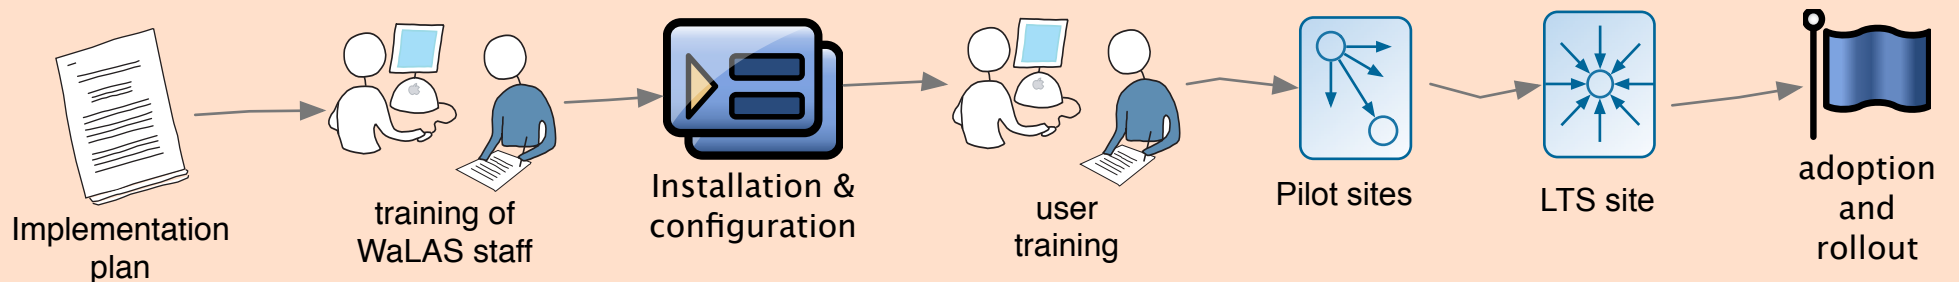 Implementation
plan
training of
WaLAS staff
Installation &
configuration
user
training
Pilot sites
LTS site
adoption
and
rollout